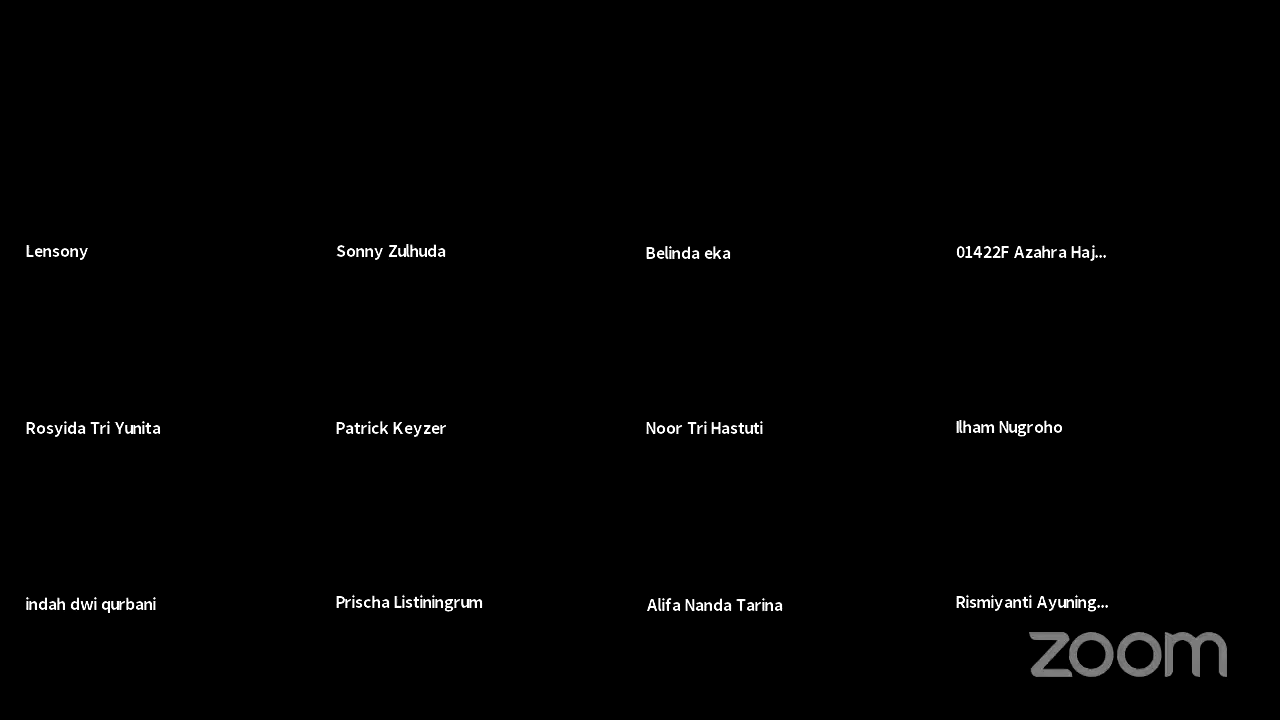 Lensony
Sonny Zulhuda
Belinda eka
01422F Azahra Haj...
Rosyida Tri Yunita
Patrick Keyzer
Noor Tri Hastuti
Ilham Nugroho
indah dwi qurbani
Prischa Listiningrum
Alifa Nanda Tarina
Rismiyanti Ayuning...
zoom